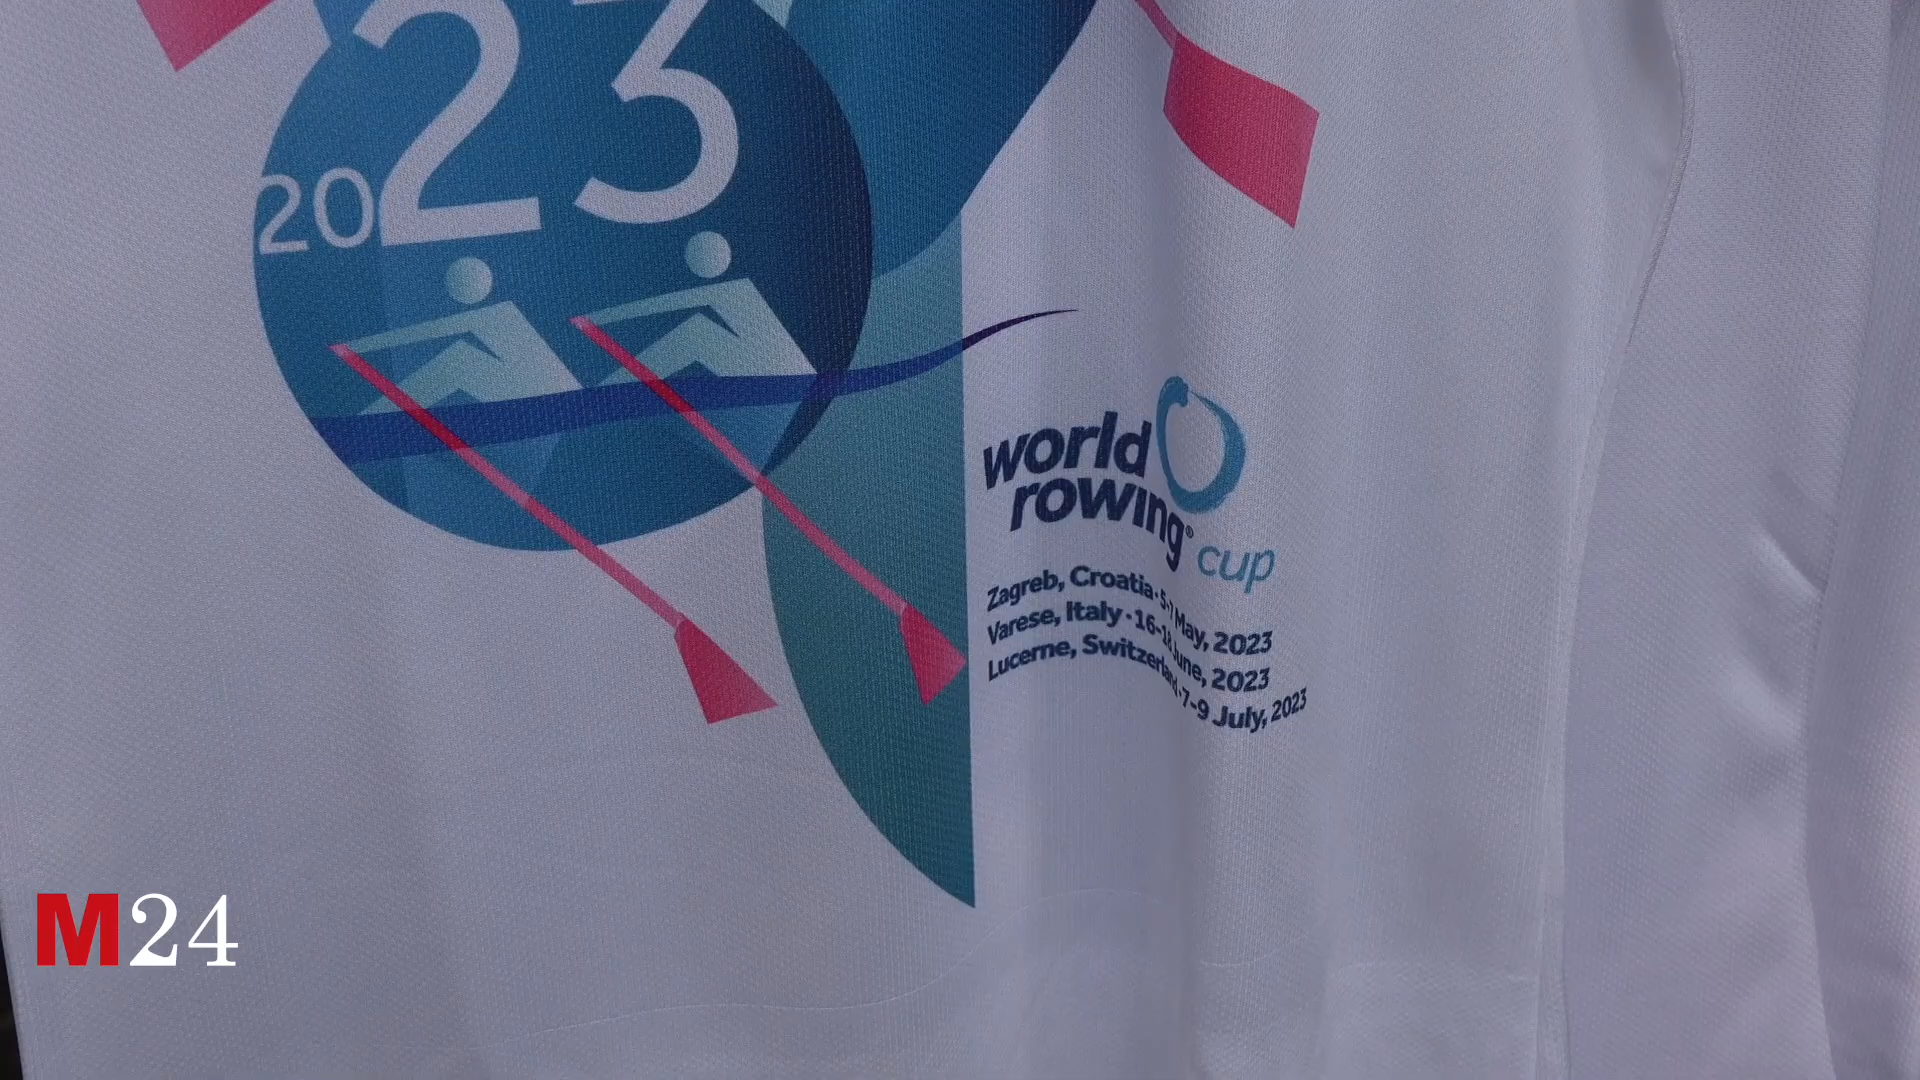 2023
world
rowing®
cup
Zagreb, Croatia·5-7 May, 2023
Varese, Italy·16-18 June, 2023
Lucerne, Switzerland·7-9 July, 2023
M24